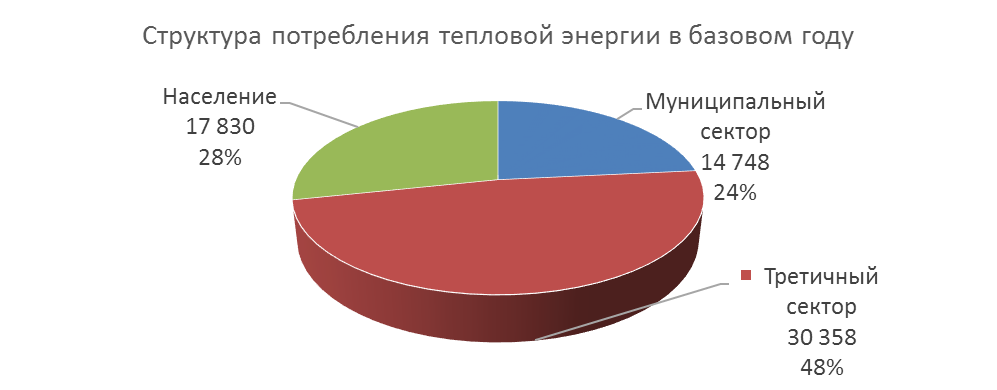 Структура потребления тепловой энергии в базовом году
Население
17 830
28%
Муниципальный
сектор
14 748
24%
Третичный
сектор
30 358
48%